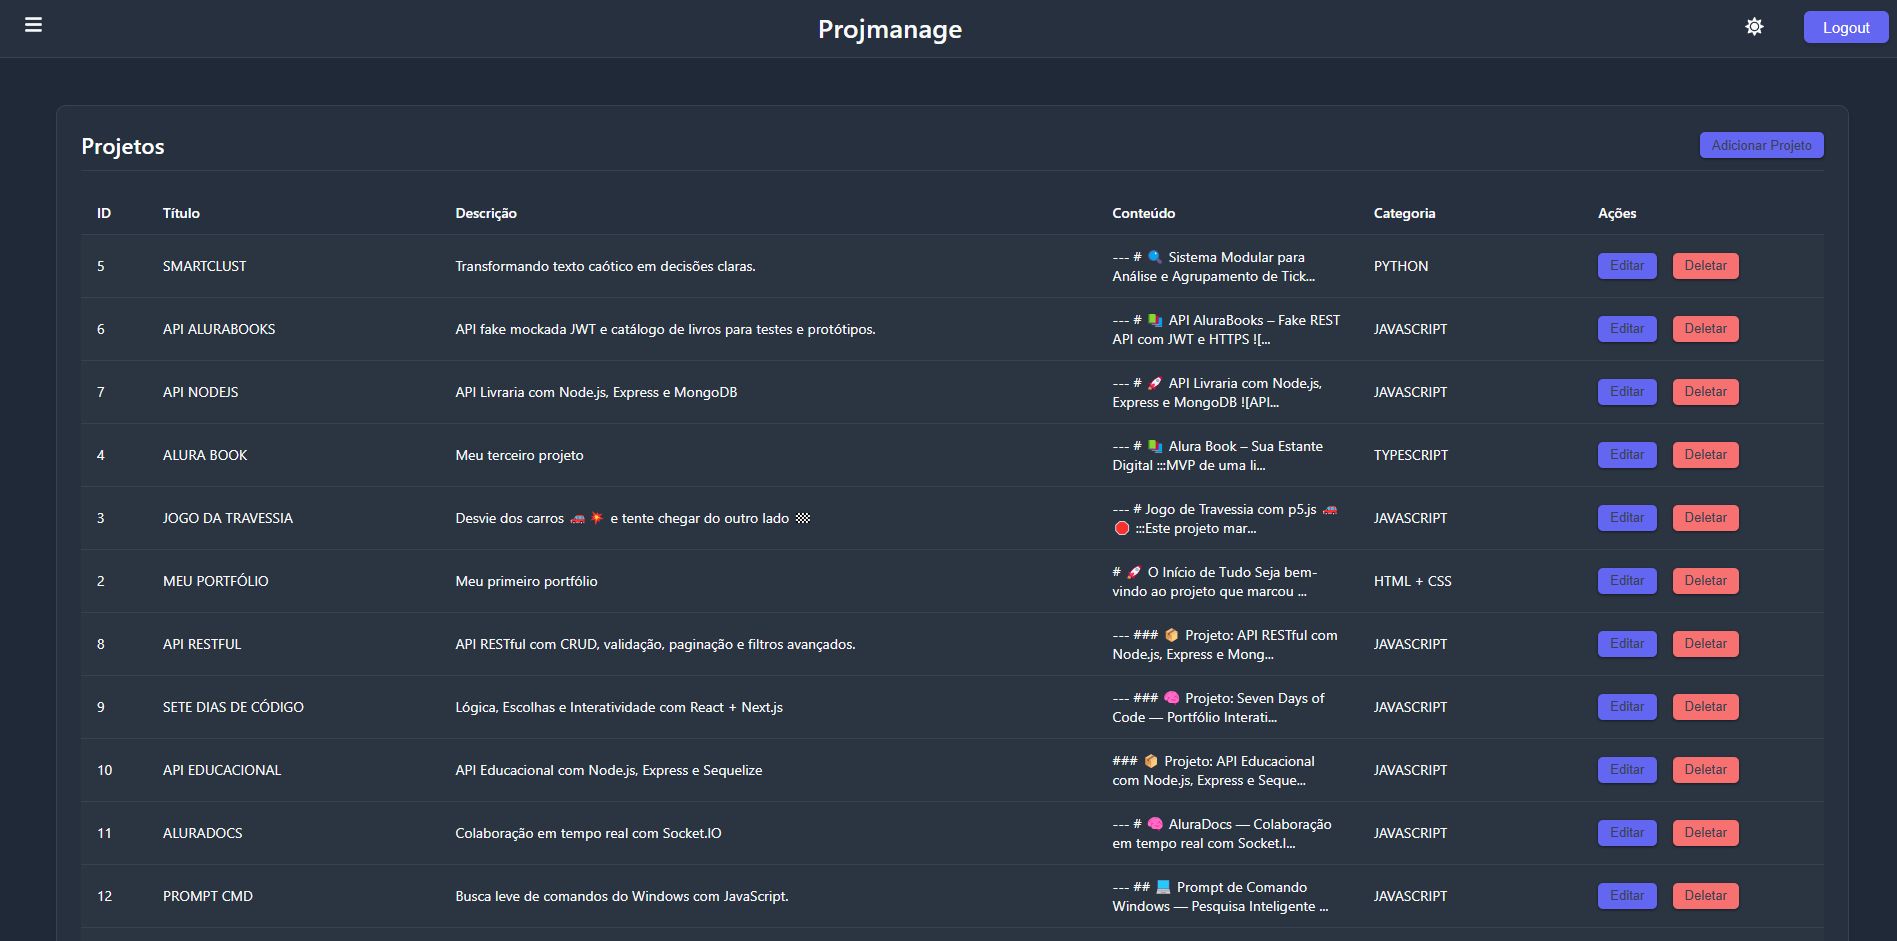 Projmanage
Logout
Projetos
Adicionar Projeto
ID Título Descrição Conteúdo Categoria Ações
5 SMARTCLUST Transformando texto caótico em decisões claras. --- # 🔍 Sistema Modular para PYTHON Editar Deletar
Análise e Agrupamento de Tick...
6 API ALURABOOKS API fake mockada JWT e catálogo de livros para testes e protótipos. --- # 📚 API AluraBooks – Fake REST JAVASCRIPT Editar Deletar
API com JWT e HTTPS ![...
7 API NODEJS API Livraria com Node.js, Express e MongoDB --- # 🚀 API Livraria com Node.js, JAVASCRIPT Editar Deletar
Express e MongoDB ![API...
4 ALURA BOOK Meu terceiro projeto --- # 📚 Alura Book – Sua Estante TYPESCRIPT Editar Deletar
Digital :::MVP de uma li...
3 JOGO DA TRAVESSIA Desvie dos carros 🚗 💥 e tente chegar do outro lado 🏁 --- # Jogo de Travessia com p5.js 🚗 JAVASCRIPT Editar Deletar
🛑 :::Este projeto mar...
2 MEU PORTFÓLIO Meu primeiro portfólio # 🚀 O Início de Tudo Seja bem- HTML + CSS Editar Deletar
vindo ao projeto que marcou ...
8 API RESTFUL API RESTful com CRUD, validação, paginação e filtros avançados. --- ### 📦 Projeto: API RESTful com JAVASCRIPT Editar Deletar
Node.js, Express e Mong...
9 SETE DIAS DE CÓDIGO Lógica, Escolhas e Interatividade com React + Next.js --- ### 🧠 Projeto: Seven Days of JAVASCRIPT Editar Deletar
Code — Portfólio Interati...
10 API EDUCACIONAL API Educacional com Node.js, Express e Sequelize ### 📦 Projeto: API Educacional JAVASCRIPT Editar Deletar
com Node.js, Express e Seque...
11 ALURADOCS Colaboração em tempo real com Socket.IO --- # 🧠 AluraDocs — Colaboração JAVASCRIPT Editar Deletar
em tempo real com Socket.I...
12 PROMPT CMD Busca leve de comandos do Windows com JavaScript. --- ## 💻 Prompt de Comando JAVASCRIPT Editar Deletar
Windows — Pesquisa Inteligente ...